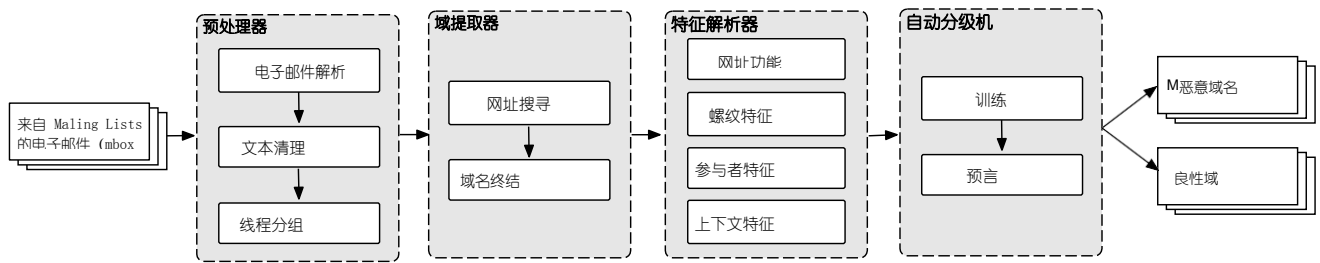 预处理器
电子邮件解析
文本清理
线程分组
来自 Maling Lists
的电子邮件 (mbox
域提取器
网址搜寻
域名终结
特征解析器
网址功能
螺纹特征
参与者特征
上下文特征
自动分级机
训练
预言
M恶意域名
良性域